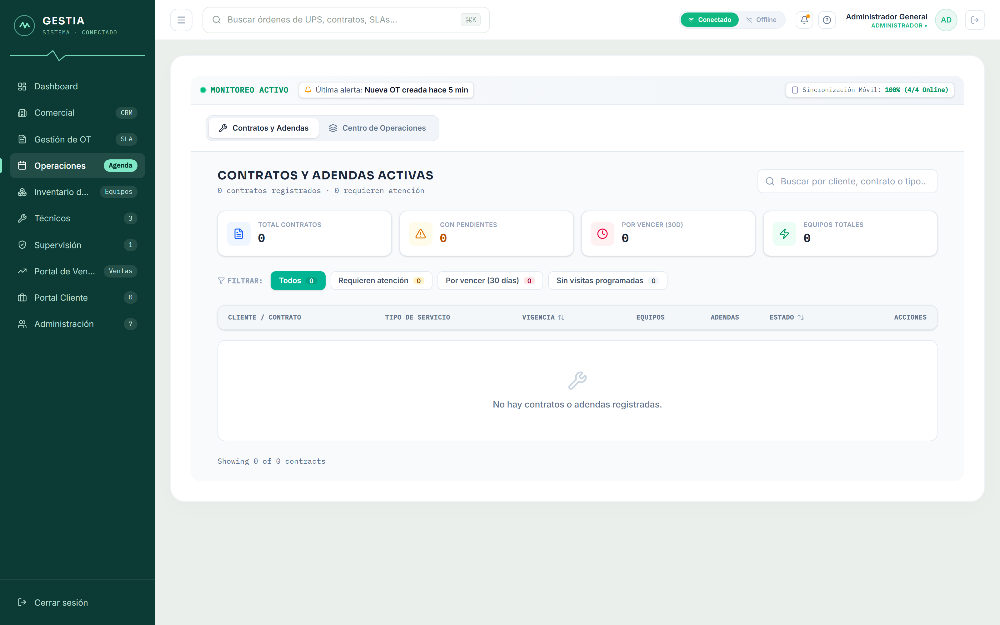 GESTIA
SISTEMA · CONECTADO
Dashboard
Comercial CRM
Gestión de OT SLA
Operaciones Agenda
Inventario d... Equipos
Técnicos 3
Supervisión 1
Portal de Ven... Ventas
Portal Cliente 0
Administración 7
Cerrar sesión
Buscar órdenes de UPS, contratos, SLAs... ⌘K
Conectado Offline
Administrador General
ADMINISTRADOR •
AD
MONITOREO ACTIVO Última alerta: Nueva OT creada hace 5 min Sincronización Móvil: 100% (4/4 Online)
Contratos y Adendas Centro de Operaciones
CONTRATOS Y ADENDAS ACTIVAS
0 contratos registrados · 0 requieren atención
Buscar por cliente, contrato o tipo...
TOTAL CONTRATOS
0
CON PENDIENTES
0
POR VENCER (30D)
0
EQUIPOS TOTALES
0
FILTRAR: Todos 0 Requieren atención 0 Por vencer (30 días) 0 Sin visitas programadas 0
CLIENTE / CONTRATO TIPO DE SERVICIO VIGENCIA EQUIPOS ADENDAS ESTADO ACCIONES
No hay contratos o adendas registradas.
Showing 0 of 0 contracts